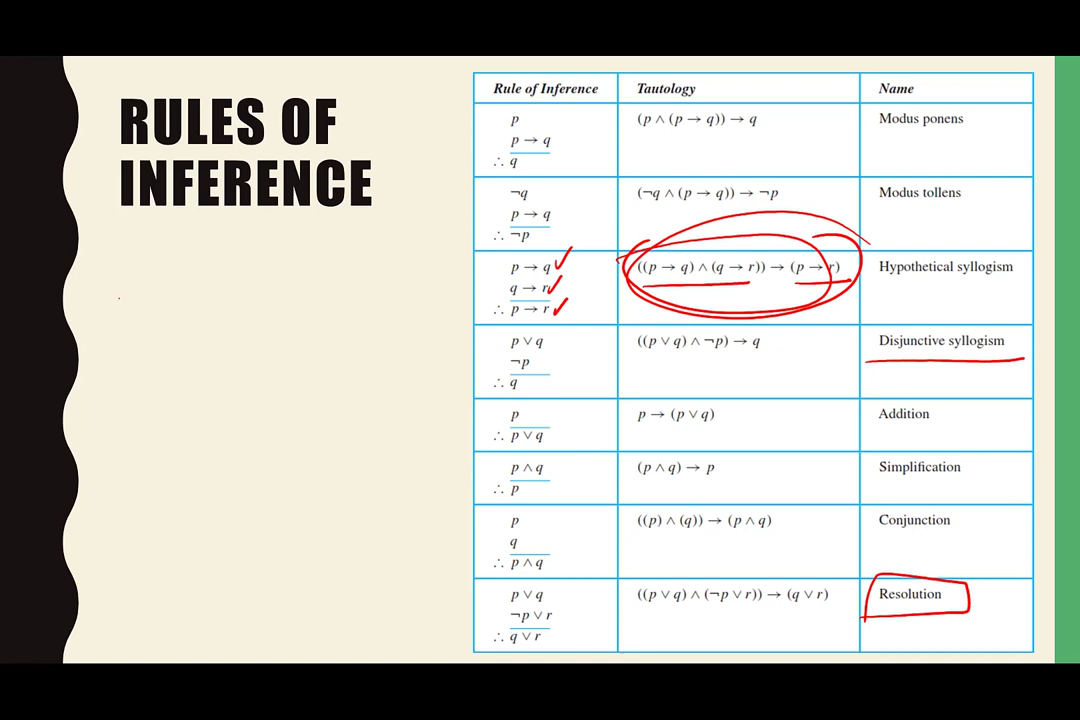 RULES OF
INFERENCE
Rule of Inference Tautology Name
p (p ∧ (p → q)) → q Modus ponens
p → q
∴ q
¬q (¬q ∧ (p → q)) → ¬p Modus tollens
p → q
∴ ¬p
p → q ((p → q) ∧ (q → r)) → (p → r) Hypothetical syllogism
q → r
∴ p → r
p ∨ q ((p ∨ q) ∧ ¬p) → q Disjunctive syllogism
¬p
∴ q
p p → (p ∨ q) Addition
∴ p ∨ q
p ∧ q (p ∧ q) → p Simplification
∴ p
p ((p) ∧ (q)) → (p ∧ q) Conjunction
q
∴ p ∧ q
p ∨ q ((p ∨ q) ∧ (¬p ∨ r)) → (q ∨ r) Resolution
¬p ∨ r
∴ q ∨ r